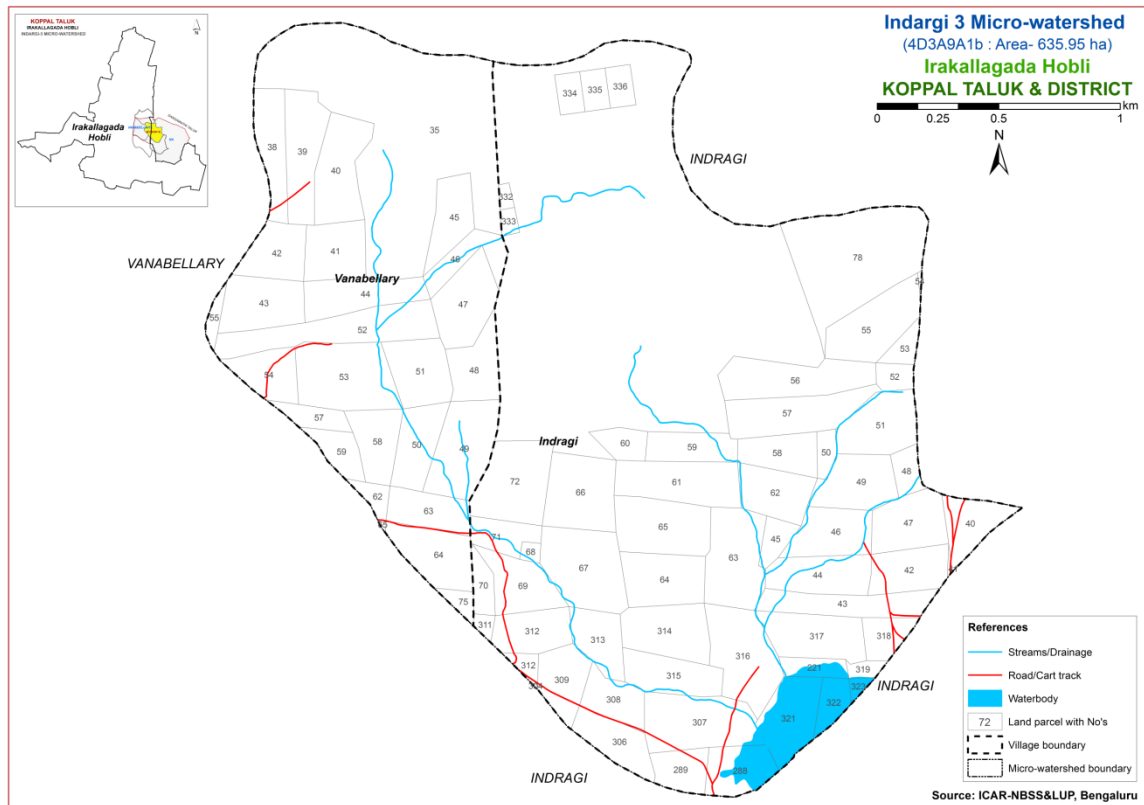 KOPPAL TALUK
IRAKALLAGADA HOBLI
INDARGI-3 MICRO-WATERSHED
N
Irakallagada
Hobli
Indargi 3 Micro-watershed
(4D3A9A1b : Area- 635.95 ha)
Irakallagada Hobli
KOPPAL TALUK & DISTRICT
km
0 0.25 0.5 1
N
334 335 336
35
INDRAGI
38 39
40
332
45
333
42 41
78
VANABELLARY
46
Vanabellary
54
43 44
47
55
52
55
53
54
53
51
48
56
52
57
57
51
58
50
49
Indragi
60 59
58
50
59
72
61
48
62
66
62
49
63
65
47
40
55
71
45
46
68
63
64
67
70
69
64
44
42
41
75
43
311
312
313
314
317
318
316
312
221
319
304
309
315
323
INDRAGI
308
322
321
307
306
289
288
INDRAGI
References
Streams/Drainage
Road/Cart track
Waterbody
72 Land parcel with No's
Village boundary
Micro-watershed boundary
Source: ICAR-NBSS&LUP, Bengaluru